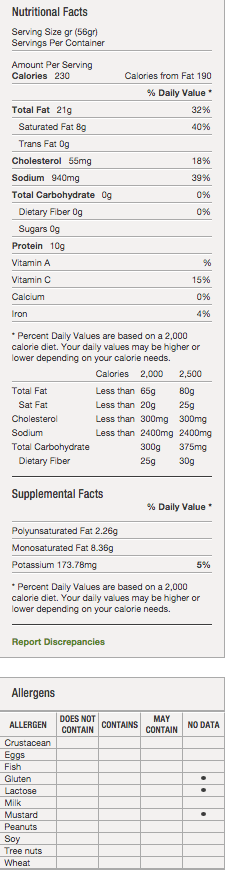 Nutritional Facts
Serving Size gr (56gr)
Servings Per Container
Amount Per Serving
Calories 230 Calories from Fat 190
% Daily Value *
Total Fat 21g 32%
Saturated Fat 8g 40%
Trans Fat 0g
Cholesterol 55mg 18%
Sodium 940mg 39%
Total Carbohydrate 0g 0%
Dietary Fiber 0g 0%
Sugars 0g
Protein 10g
Vitamin A %
Vitamin C 15%
Calcium 0%
Iron 4%
* Percent Daily Values are based on a 2,000
calorie diet. Your daily values may be higher or
lower depending on your calorie needs.
Calories 2,000 2,500
Total Fat Less than 65g 80g
Sat Fat Less than 20g 25g
Cholesterol Less than 300mg 300mg
Sodium Less than 2400mg 2400mg
Total Carbohydrate 300g 375mg
Dietary Fiber 25g 30g
Supplemental Facts
% Daily Value *
Polyunsaturated Fat 2.26g
Monosaturated Fat 8.36g
Potassium 173.78mg 5%
* Percent Daily Values are based on a 2,000
calorie diet. Your daily values may be higher or
lower depending on your calorie needs.
Report Discrepancies
Allergens
ALLERGEN DOES NOT CONTAIN CONTAINS MAY CONTAIN NO DATA
Crustacean
Eggs
Fish
Gluten •
Lactose •
Milk
Mustard •
Peanuts
Soy
Tree nuts
Wheat